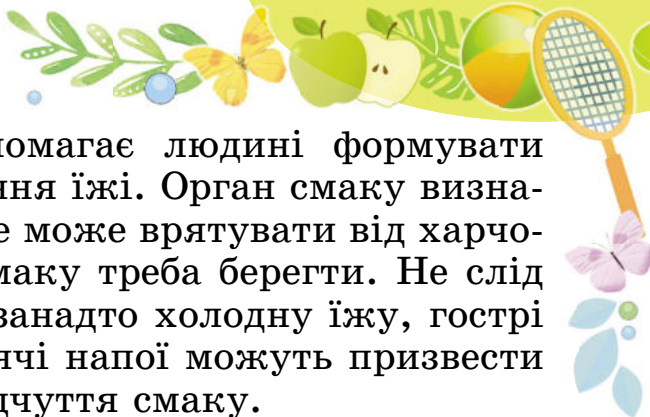 помагає людині формувати
ння їжі. Орган смаку визна-
е може врятувати від харчо-
маку треба берегти. Не слід
занадто холодну їжу, гострі
ячі напої можуть призвести
дчуття смаку.